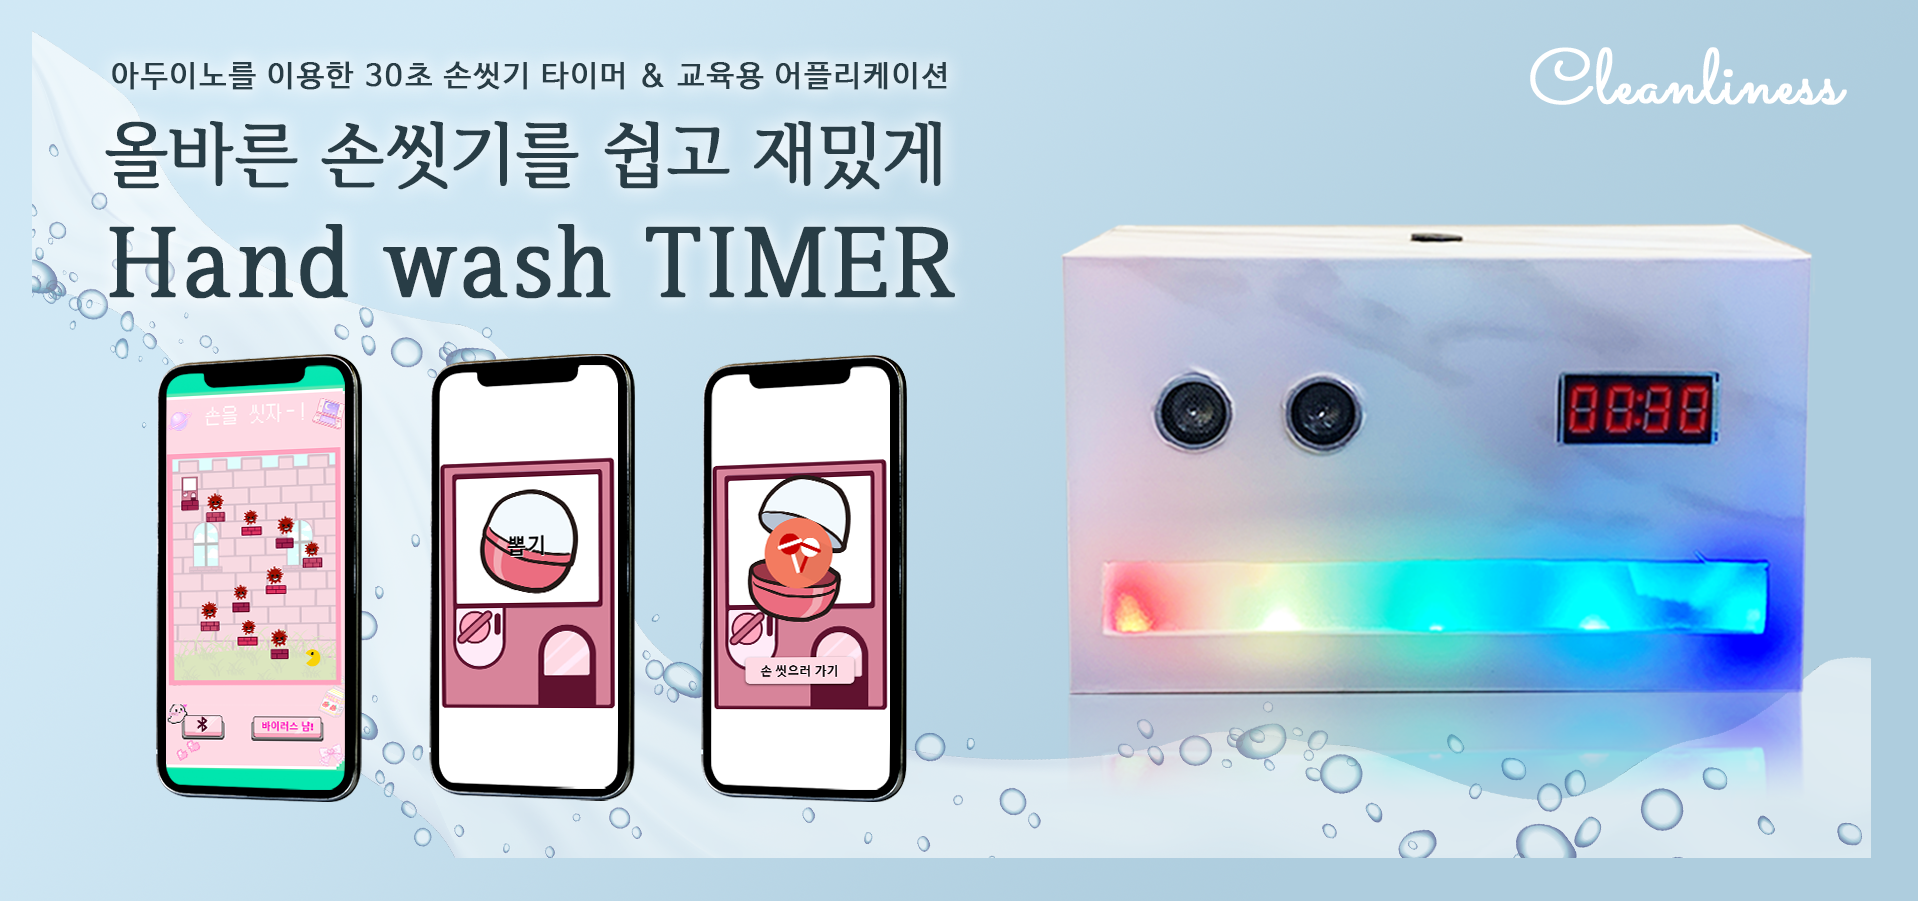 아두이노를 이용한 30초 손씻기 타이머 & 교육용 어플리케이션
Cleanliness
올바른 손씻기를 쉽고 재밌게
Hand wash TIMER
손을 씻자-!
바이러스 냠!
뽑기
손 씻으러 가기
00:30